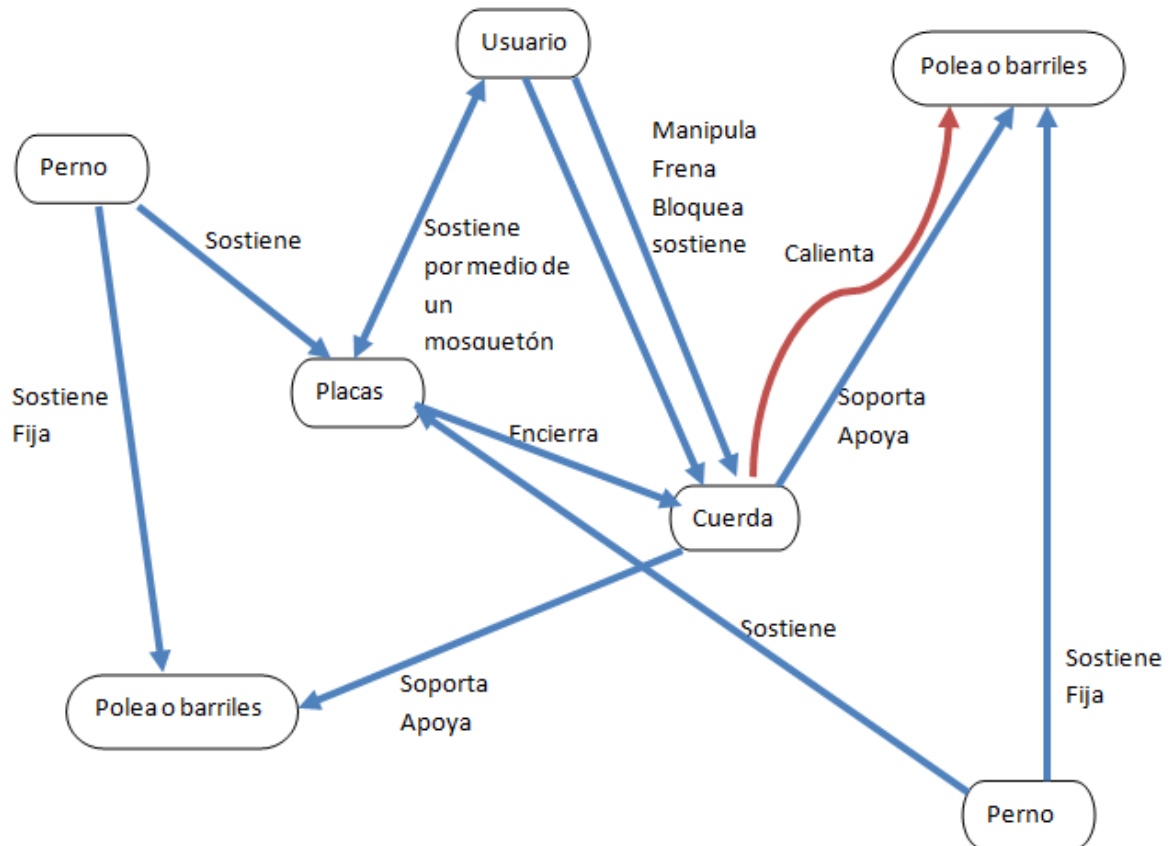 Usuario
Polea o barriles
Perno
Manipula
Frena
Bloquea
sostiene
Sostiene
Sostiene
por medio de
un
mosquetón
Calienta
Placas
Sostiene
Fija
Encierra
Soporta
Apoya
Cuerda
Sostiene
Polea o barriles
Soporta
Apoya
Sostiene
Fija
Perno